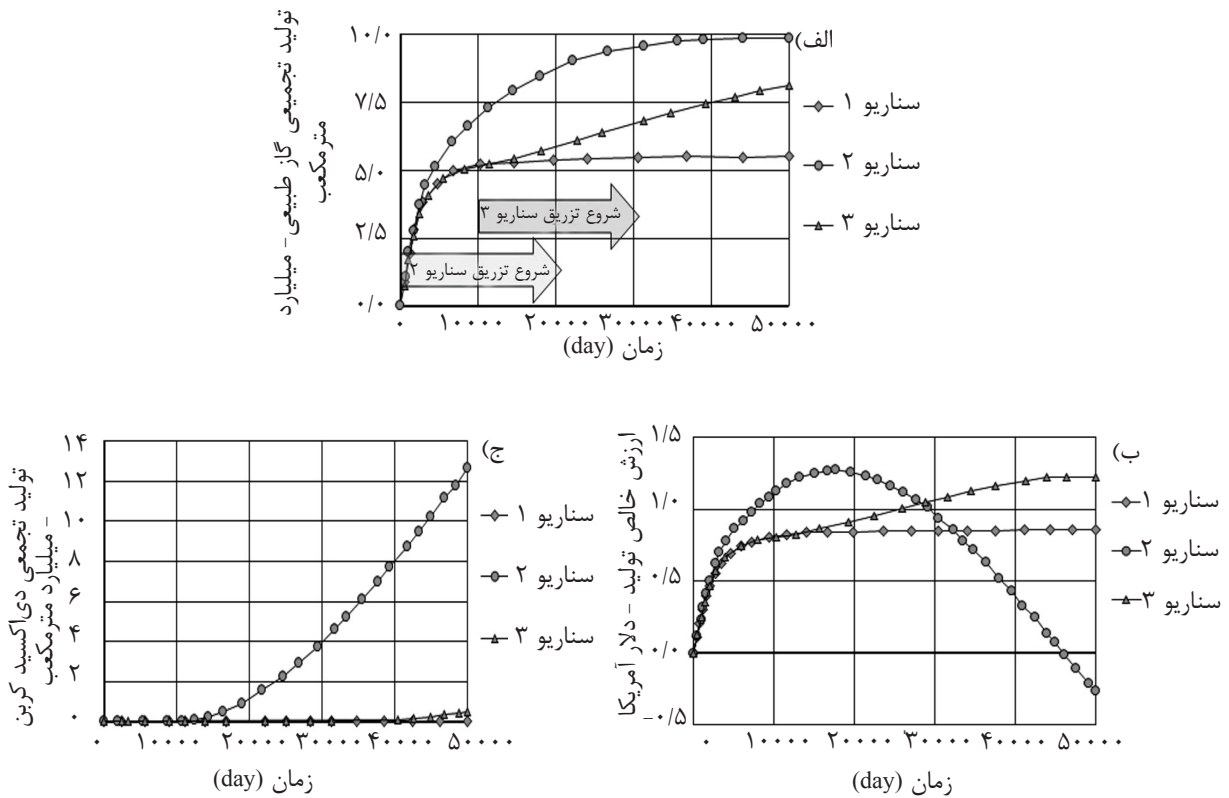 الف)
تولید تجمیعی گاز طبیعی - میلیارد
مترمکعب
۱۰/۰
۷/۵
۵/۰
۲/۵
۰/۰
سناریو ۱
سناریو ۲
سناریو ۳
شروع تزریق سناریو ۳
شروع تزریق سناریو ۲
۰ ۱۰۰۰۰ ۲۰۰۰۰ ۳۰۰۰۰ ۴۰۰۰۰ ۵۰۰۰۰
زمان (day)
ب)
ارزش خالص تولید - دلار آمریکا
۱/۵
۱/۰
۰/۵
۰/۰
-۰/۵
سناریو ۱
سناریو ۲
سناریو ۳
۰ ۱۰۰۰۰ ۲۰۰۰۰ ۳۰۰۰۰ ۴۰۰۰۰ ۵۰۰۰۰
زمان (day)
ج)
تولید تجمعی دی‌اکسید کربن
- میلیارد مترمکعب
۱۴
۱۲
۱۰
۸
۶
۴
۲
۰
سناریو ۱
سناریو ۲
سناریو ۳
۰ ۱۰۰۰۰ ۲۰۰۰۰ ۳۰۰۰۰ ۴۰۰۰۰ ۵۰۰۰۰
زمان (day)